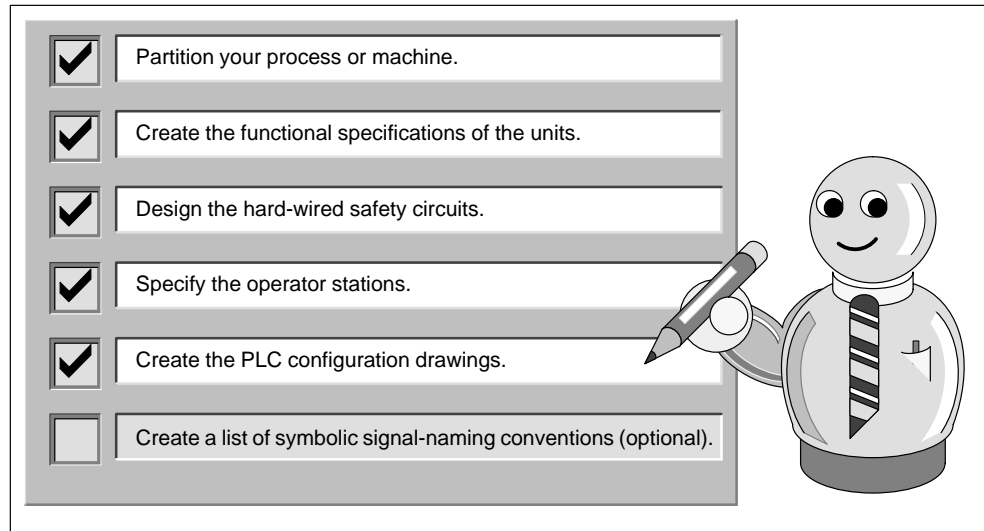 Partition your process or machine.
Create the functional specifications of the units.
Design the hard-wired safety circuits.
Specify the operator stations.
Create the PLC configuration drawings.
Create a list of symbolic signal-naming conventions (optional).